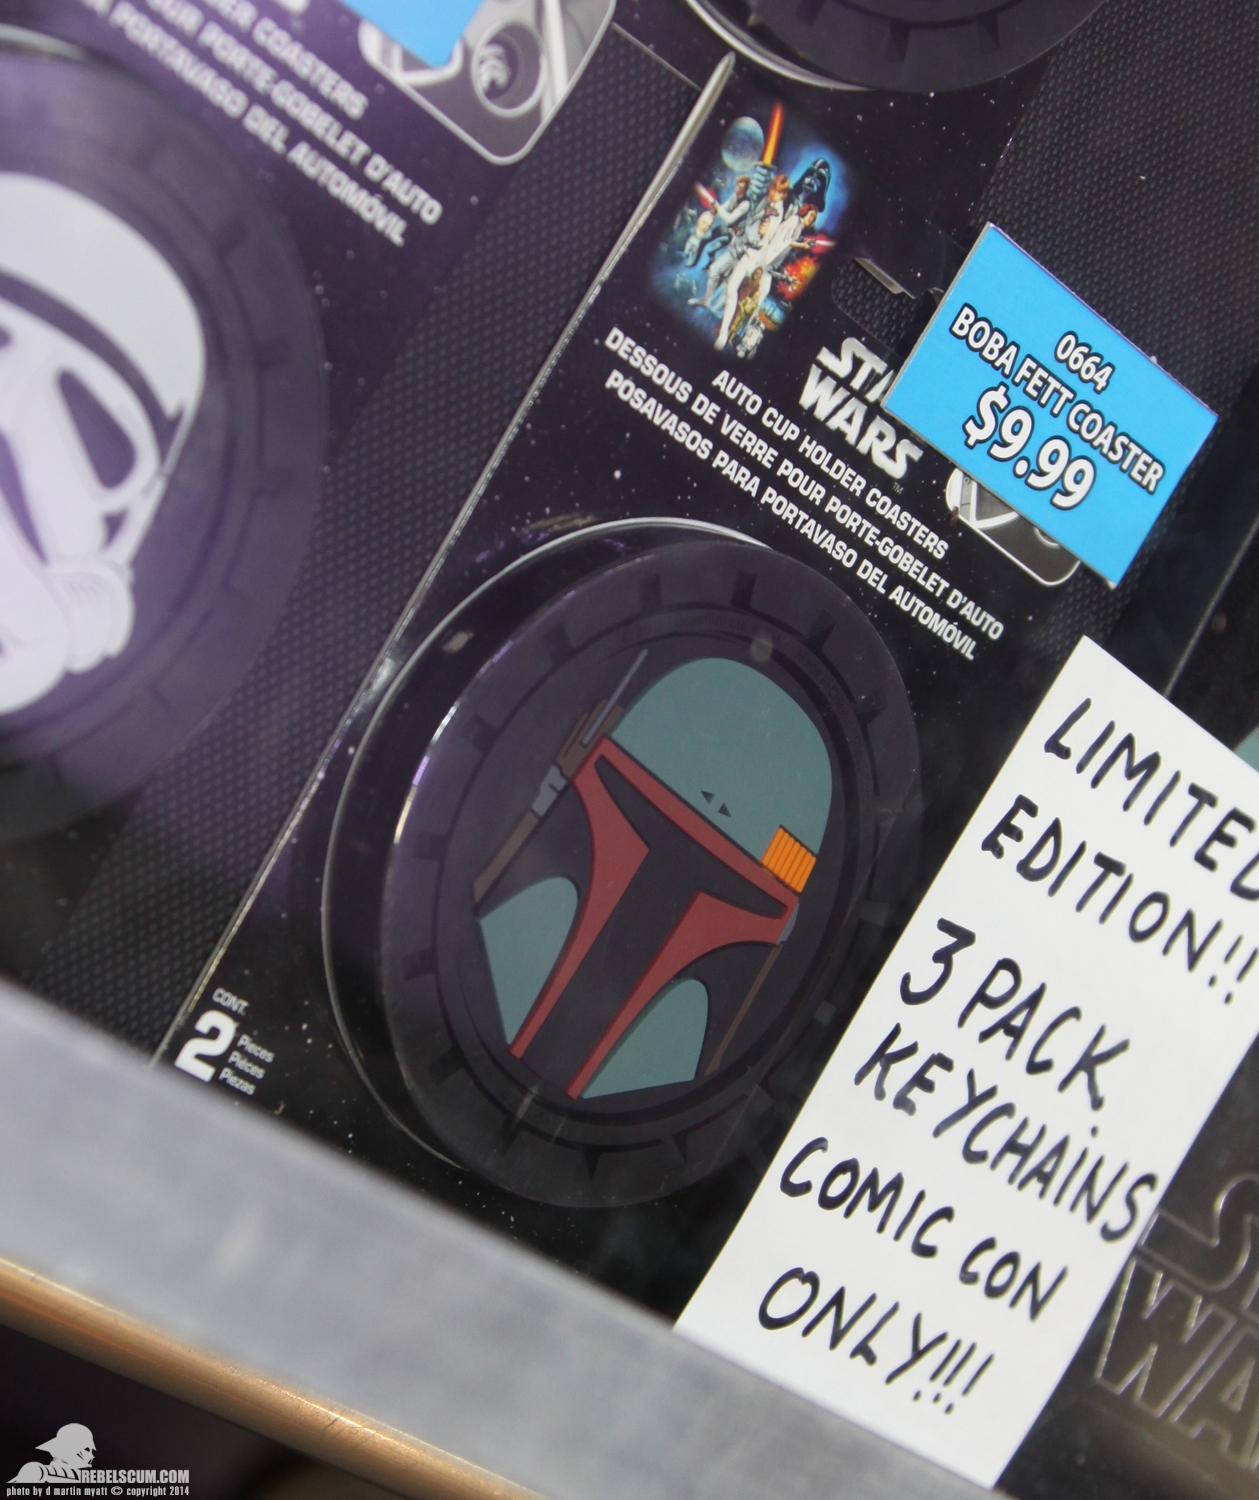 COASTERS
PORTE-GOBELET D'AUTO
PORTAVASO DEL AUTOMÓVIL
STAR
WARS
AUTO CUP HOLDER COASTERS
DESSOUS DE VERRE POUR PORTE-GOBELET D'AUTO
POSAVASOS PARA PORTAVASO DEL AUTOMÓVIL
0664
BOBA FETT COASTER
$9.99
CONT.
2
Pieces
Pièces
Piezas
LIMITED
EDITION!!
3 PACK
KEYCHAINS
COMIC CON
ONLY!!!
REBELSCUM.COM
photo by d martin myatt © copyright 2014